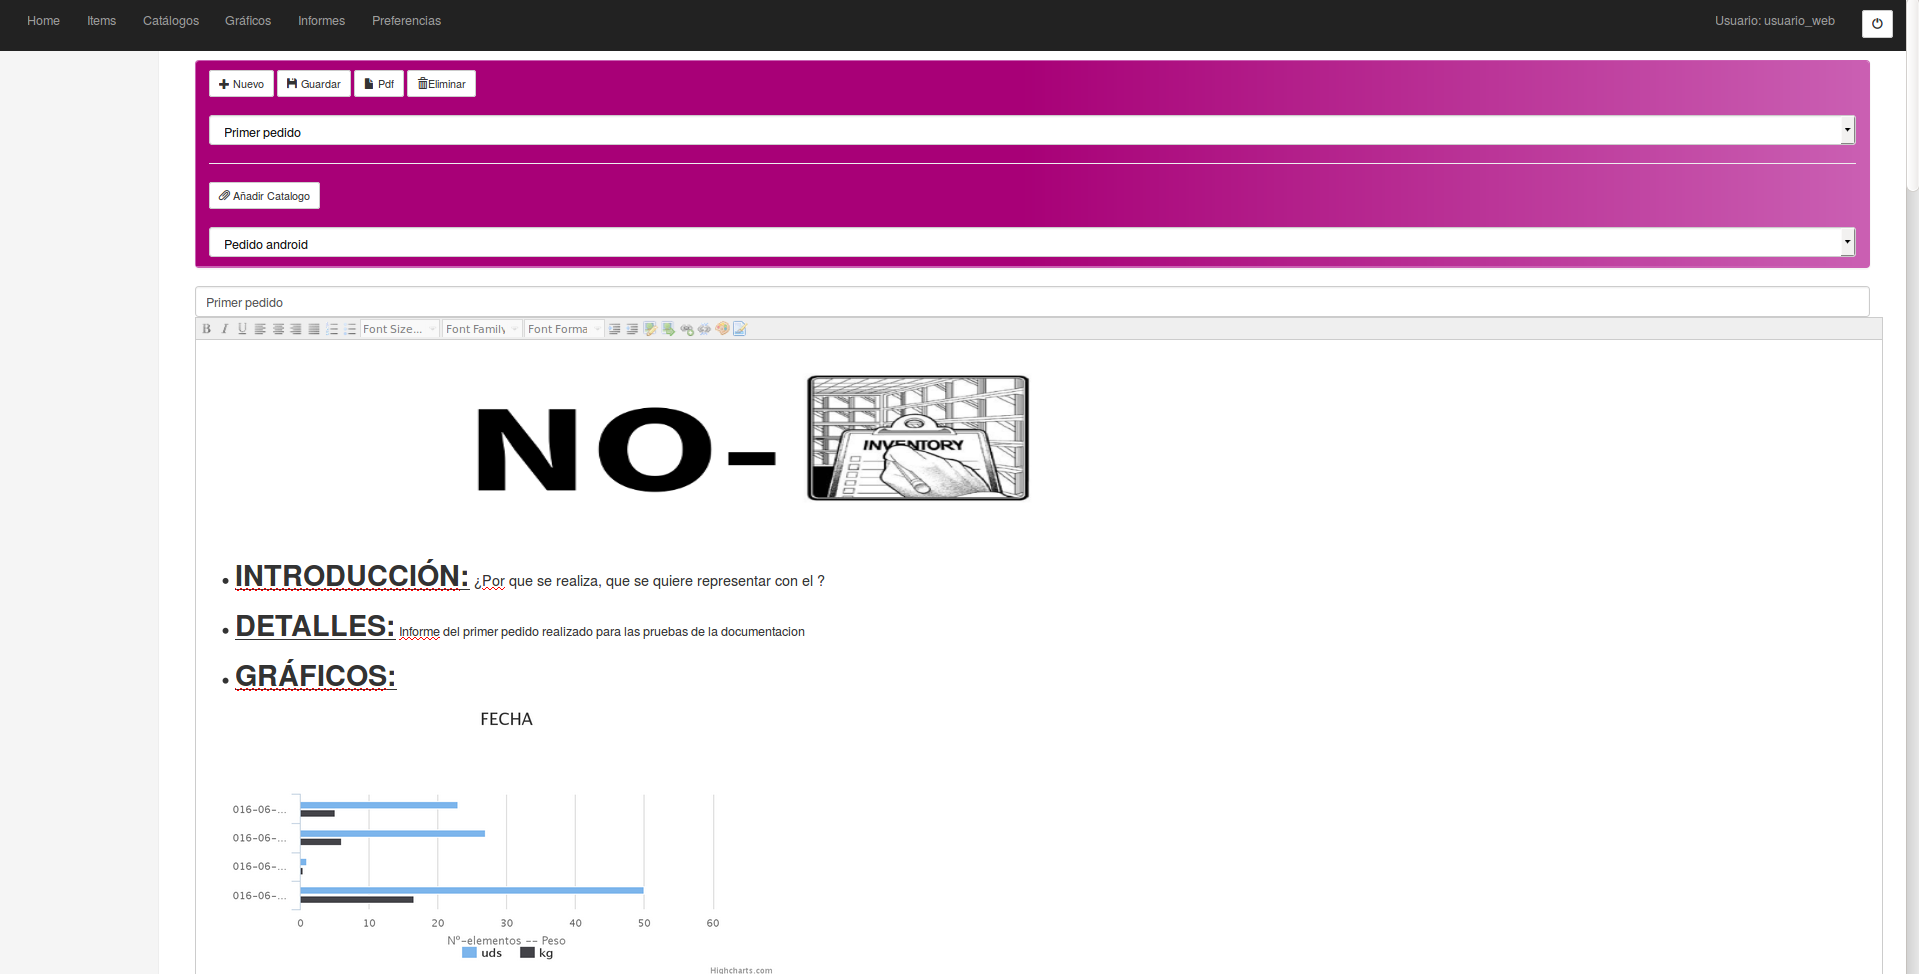 Home Items Catálogos Gráficos Informes Preferencias Usuario: usuario_web
Nuevo Guardar Pdf Eliminar
Primer pedido
Añadir Catalogo
Pedido android
Primer pedido
B I U Font Size... Font Family Font Forma
NO-
INVENTORY
• INTRODUCCIÓN: ¿Por que se realiza, que se quiere representar con el ?
• DETALLES: Informe del primer pedido realizado para las pruebas de la documentacion
• GRÁFICOS:
FECHA
016-06-...
016-06-...
016-06-...
016-06-...
0 10 20 30 40 50 60
Nº-elementos -- Peso
uds kg
Highcharts.com